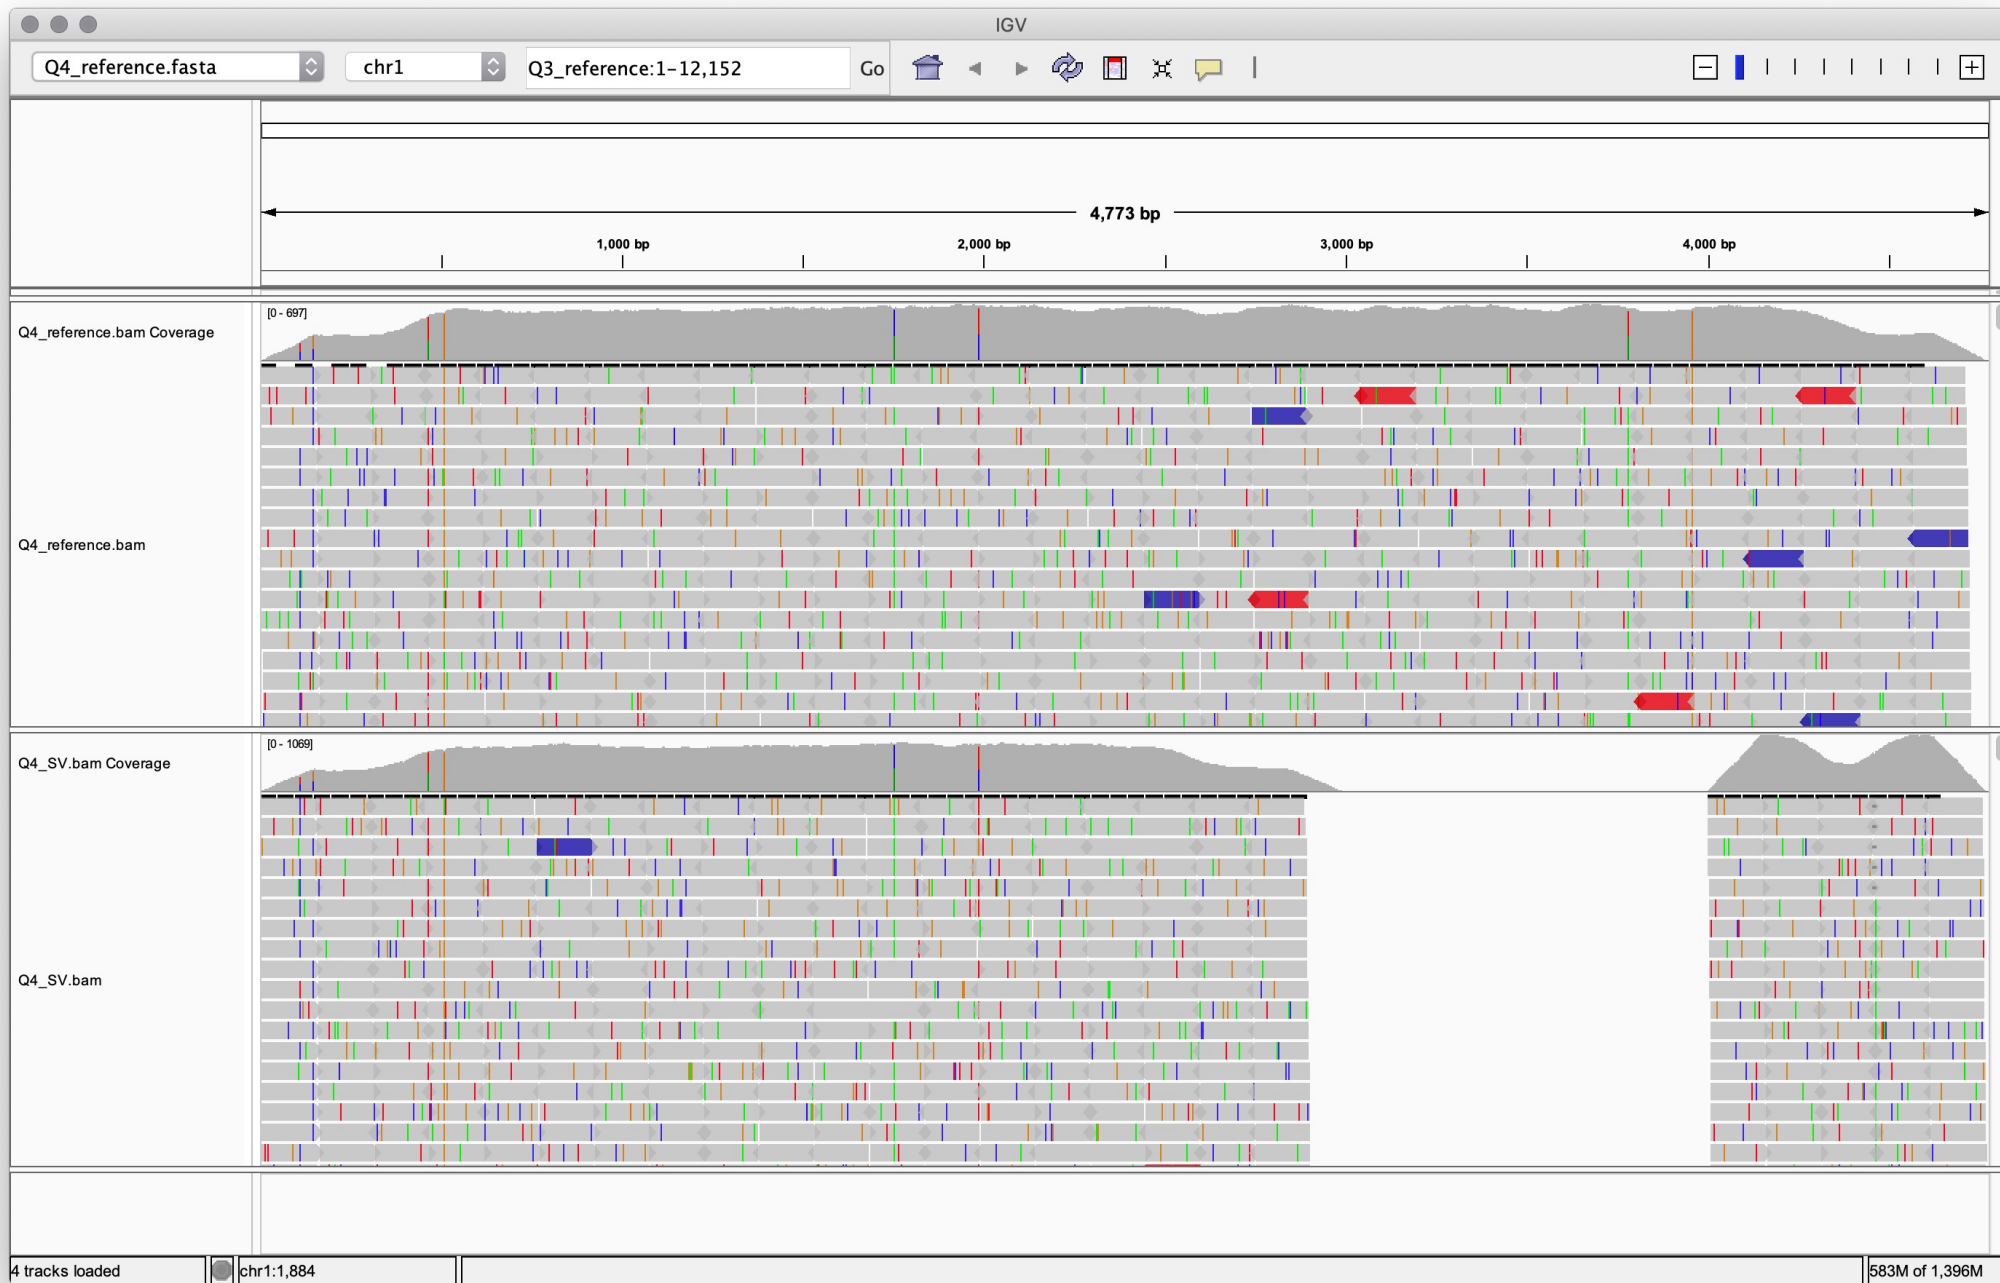 IGV
Q4_reference.fasta chr1 Q3_reference:1-12,152 Go
4,773 bp
1,000 bp 2,000 bp 3,000 bp 4,000 bp
[0 - 697]
Q4_reference.bam Coverage
Q4_reference.bam
[0 - 1069]
Q4_SV.bam Coverage
Q4_SV.bam
4 tracks loaded chr1:1,884 583M of 1,396M